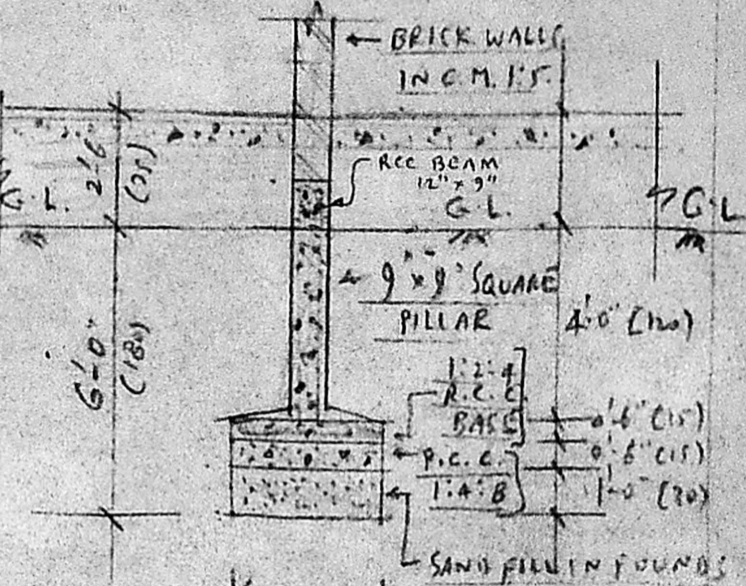 BRICK WALLS
IN C.M. 1:5.
RCC BEAM
12" x 9"
2'-6
(75)
G.L.
G.L.
G.L.
9" x 9" SQUARE
PILLAR
4'-0" (120)
6'-0"
(180)
1:2:4
R.C.C.
BASE
0'-6" (15)
P.C.C.
1:4:8
0'-6" (15)
1'-0" (30)
SAND FILL IN FOUNDS